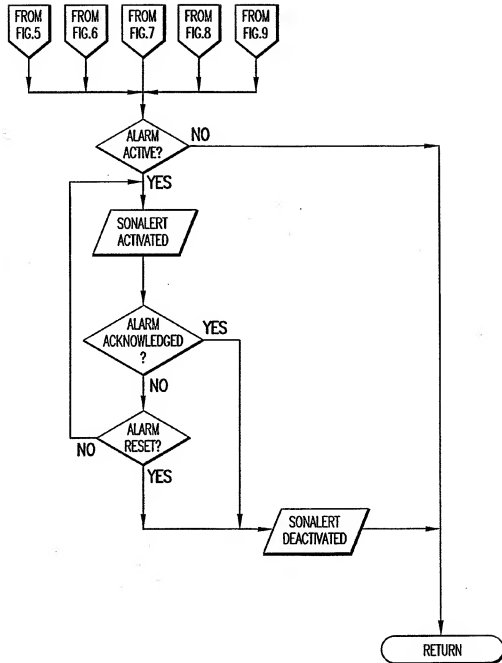 FROM
FIG.5
FROM
FIG.6
FROM
FIG.7
FROM
FIG.8
FROM
FIG.9
ALARM
ACTIVE?
NO
YES
SONALERT
ACTIVATED
ALARM
ACKNOWLEDGED
?
YES
NO
ALARM
RESET?
NO
YES
SONALERT
DEACTIVATED
RETURN